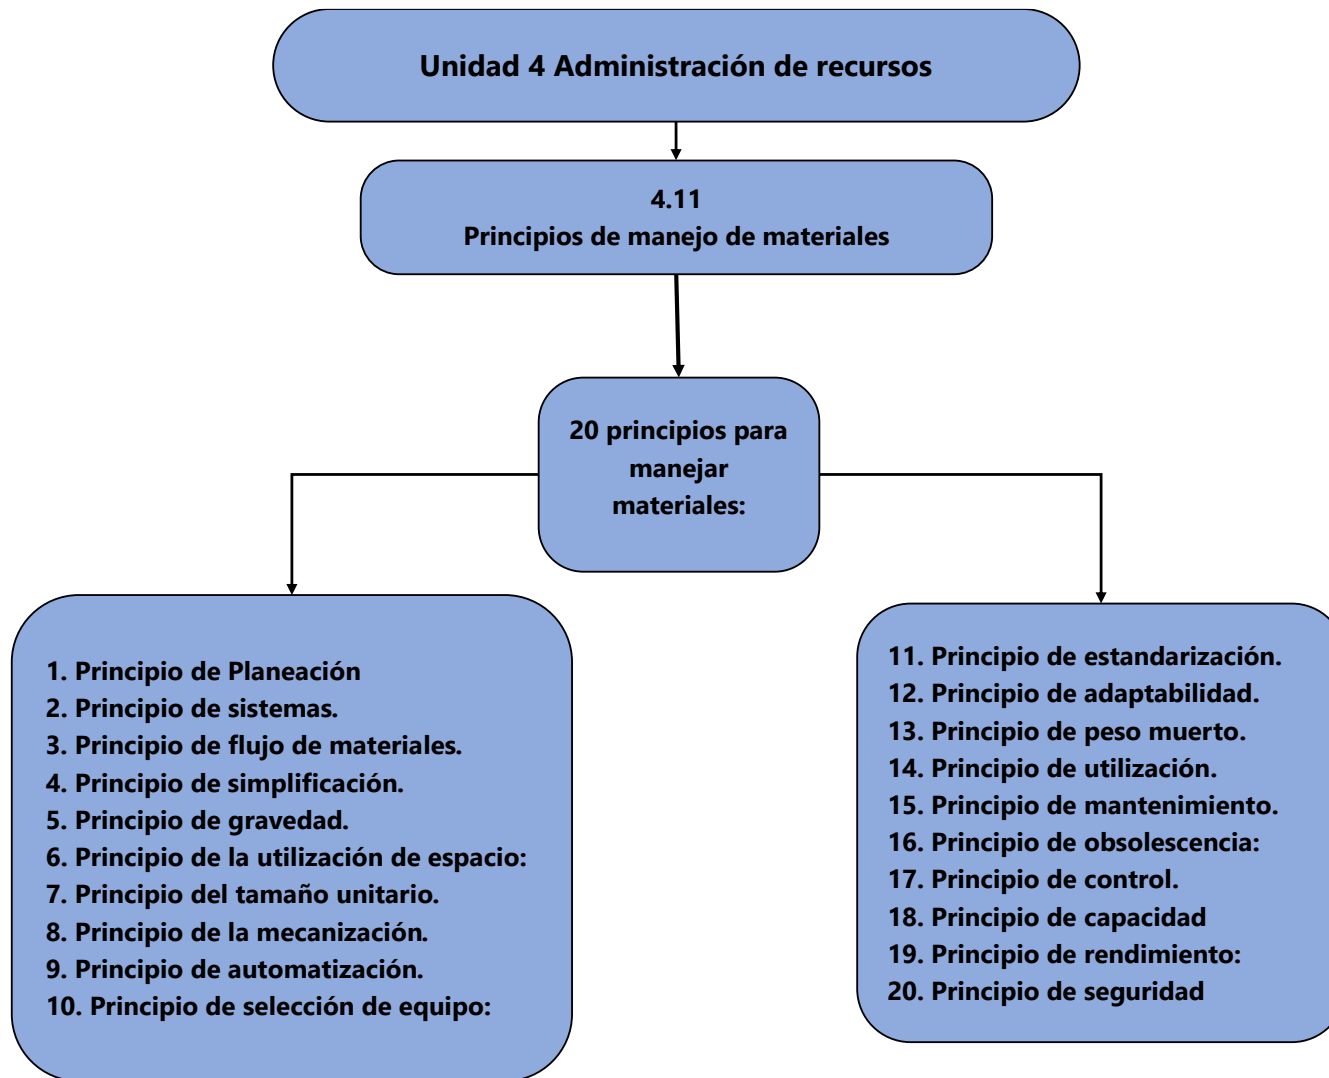 Unidad 4 Administración de recursos
4.11
Principios de manejo de materiales
20 principios para
manejar
materiales:
1. Principio de Planeación
2. Principio de sistemas.
3. Principio de flujo de materiales.
4. Principio de simplificación.
5. Principio de gravedad.
6. Principio de la utilización de espacio:
7. Principio del tamaño unitario.
8. Principio de la mecanización.
9. Principio de automatización.
10. Principio de selección de equipo:
11. Principio de estandarización.
12. Principio de adaptabilidad.
13. Principio de peso muerto.
14. Principio de utilización.
15. Principio de mantenimiento.
16. Principio de obsolescencia:
17. Principio de control.
18. Principio de capacidad
19. Principio de rendimiento:
20. Principio de seguridad